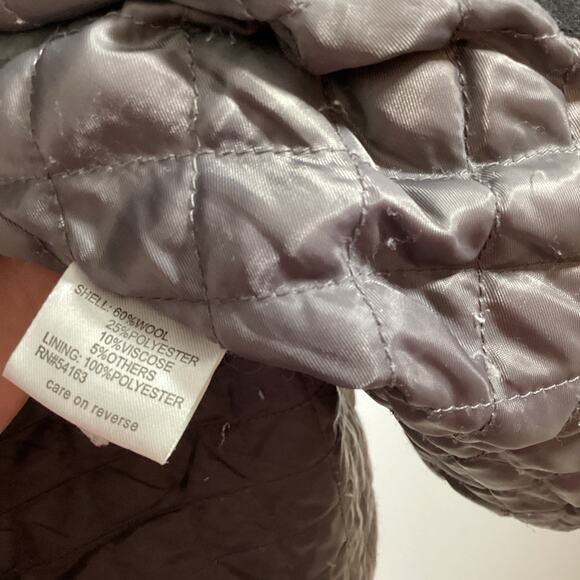 SHELL: 60%WOOL
25%POLYESTER
10%VISCOSE
5%OTHERS
LINING: 100%POLYESTER
RN#54163
care on reverse